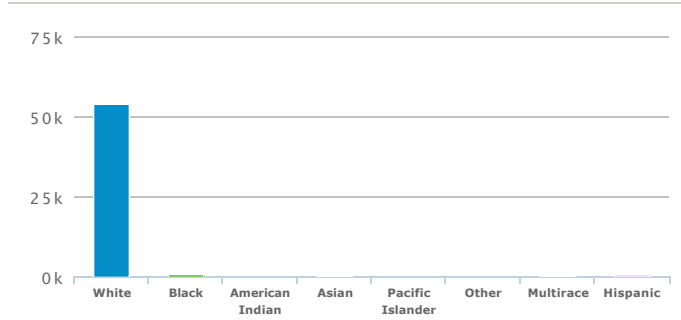 75k
50k
25k
0k
White Black American Indian Asian Pacific Islander Other Multirace Hispanic